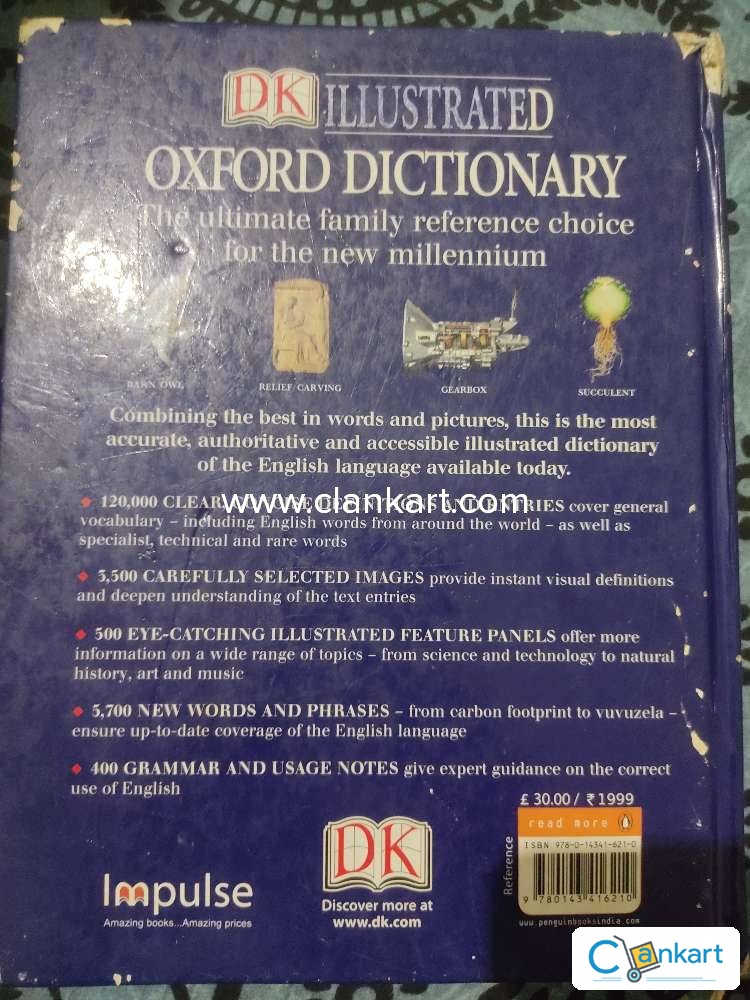 DK ILLUSTRATED
OXFORD DICTIONARY
The ultimate family reference choice
for the new millennium
BARN OWL
RELIEF CARVING
GEARBOX
SUCCULENT
Combining the best in words and pictures, this is the most
accurate, authoritative and accessible illustrated dictionary
of the English language available today.
120,000 CLEAR, ENTRIES cover general
www.clankart.com
vocabulary – including English words from around the world – as well as
specialist, technical and rare words
3,500 CAREFULLY SELECTED IMAGES provide instant visual definitions
and deepen understanding of the text entries
500 EYE-CATCHING ILLUSTRATED FEATURE PANELS offer more
information on a wide range of topics – from science and technology to natural
history, art and music
5,700 NEW WORDS AND PHRASES – from carbon footprint to vuvuzela –
ensure up-to-date coverage of the English language
400 GRAMMAR AND USAGE NOTES give expert guidance on the correct
use of English
£ 30.00 / ₹ 1999
read more
Reference
ISBN 978-0-14341-621-0
9 780143 416210
www.penguinbooksindia.com
Impulse
Amazing books...Amazing prices
DK
Discover more at
www.dk.com
Clankart